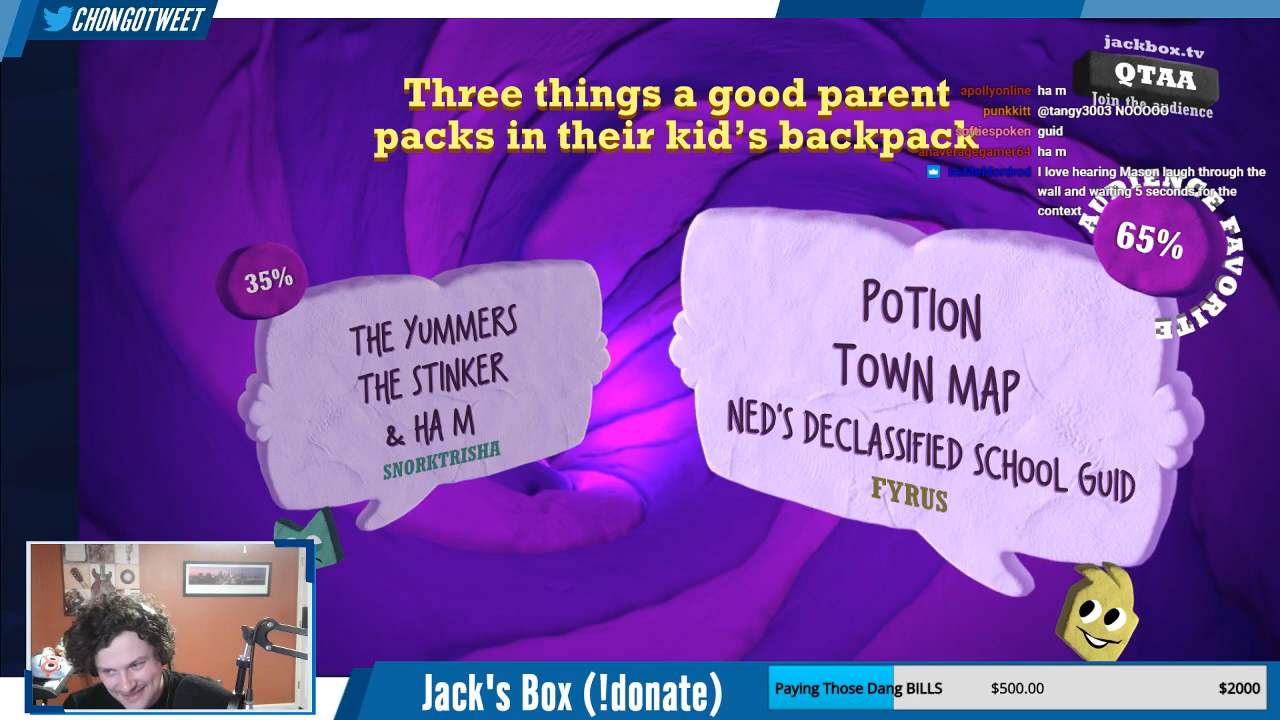 CHONGOTWEET
Three things a good parent
packs in their kid's backpack
jackbox.tv
QTAA
Join the audience
apollyonline ha m
punkkitt @tangy3003 NOOOOO
softiespoken guid
anaveragegamer64 ha m
I love hearing Mason laugh through the
wall and waiting 5 seconds for the
context
AUDIENCE FAVORITE
65%
35%
THE YUMMERS
THE STINKER
& HA M
SNORKTRISHA
POTION
TOWN MAP
NED'S DECLASSIFIED SCHOOL GUID
FYRUS
Jack's Box (!donate)
Paying Those Dang BILLS $500.00 $2000